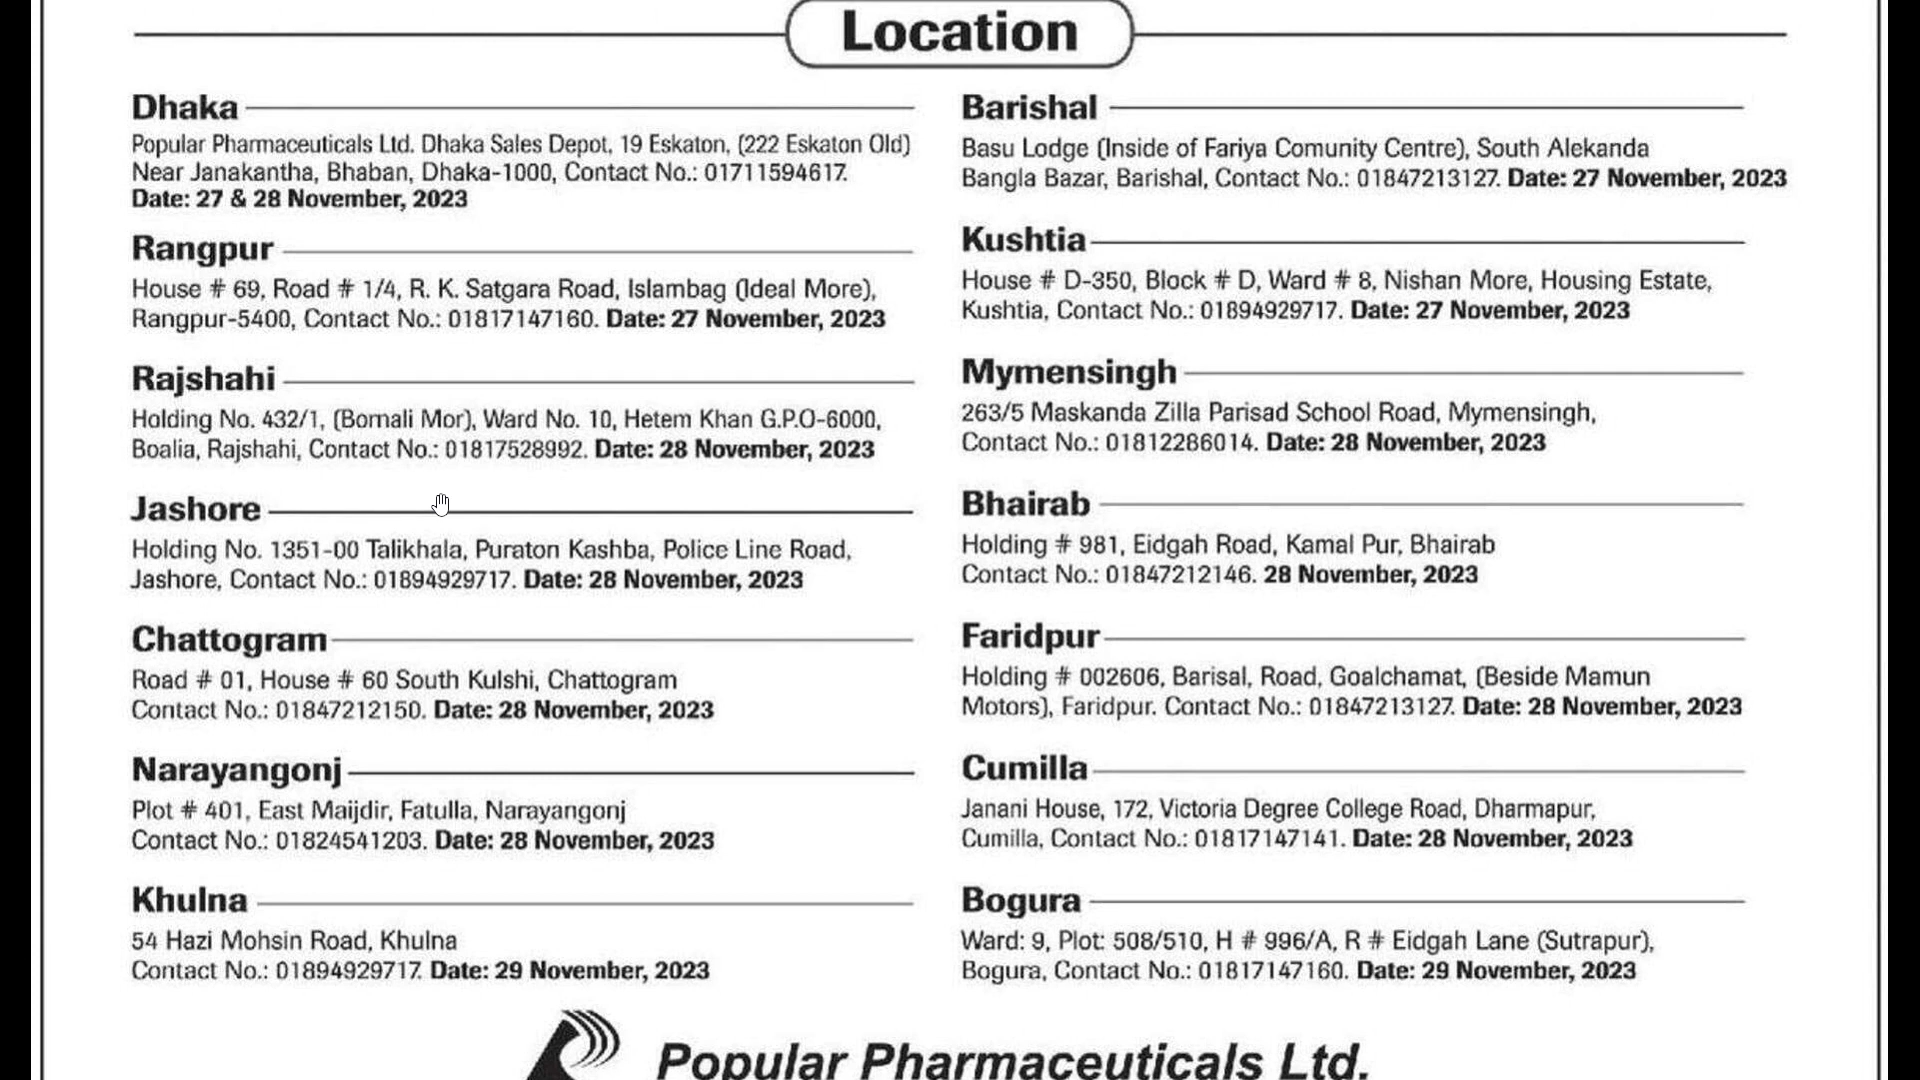 Location
Dhaka
Popular Pharmaceuticals Ltd. Dhaka Sales Depot, 19 Eskaton, (222 Eskaton Old)
Near Janakantha, Bhaban, Dhaka-1000, Contact No.: 01711594617.
Date: 27 & 28 November, 2023
Rangpur
House # 69, Road # 1/4, R. K. Satgara Road, Islambag (Ideal More),
Rangpur-5400, Contact No.: 01817147160. Date: 27 November, 2023
Rajshahi
Holding No. 432/1, (Bornali Mor), Ward No. 10, Hetem Khan G.P.O-6000,
Boalia, Rajshahi, Contact No.: 01817528992. Date: 28 November, 2023
Jashore
Holding No. 1351-00 Talikhala, Puraton Kashba, Police Line Road,
Jashore, Contact No.: 01894929717. Date: 28 November, 2023
Chattogram
Road # 01, House # 60 South Kulshi, Chattogram
Contact No.: 01847212150. Date: 28 November, 2023
Narayangonj
Plot # 401, East Maijdir, Fatulla, Narayangonj
Contact No.: 01824541203. Date: 28 November, 2023
Khulna
54 Hazi Mohsin Road, Khulna
Contact No.: 01894929717. Date: 29 November, 2023
Barishal
Basu Lodge (Inside of Fariya Comunity Centre), South Alekanda
Bangla Bazar, Barishal, Contact No.: 01847213127. Date: 27 November, 2023
Kushtia
House # D-350, Block # D, Ward # 8, Nishan More, Housing Estate,
Kushtia, Contact No.: 01894929717. Date: 27 November, 2023
Mymensingh
263/5 Maskanda Zilla Parisad School Road, Mymensingh,
Contact No.: 01812286014. Date: 28 November, 2023
Bhairab
Holding # 981, Eidgah Road, Kamal Pur, Bhairab
Contact No.: 01847212146. 28 November, 2023
Faridpur
Holding # 002606, Barisal, Road, Goalchamat, (Beside Mamun
Motors), Faridpur. Contact No.: 01847213127. Date: 28 November, 2023
Cumilla
Janani House, 172, Victoria Degree College Road, Dharmapur,
Cumilla, Contact No.: 01817147141. Date: 28 November, 2023
Bogura
Ward: 9, Plot: 508/510, H # 996/A, R # Eidgah Lane (Sutrapur),
Bogura, Contact No.: 01817147160. Date: 29 November, 2023
Popular Pharmaceuticals Ltd.